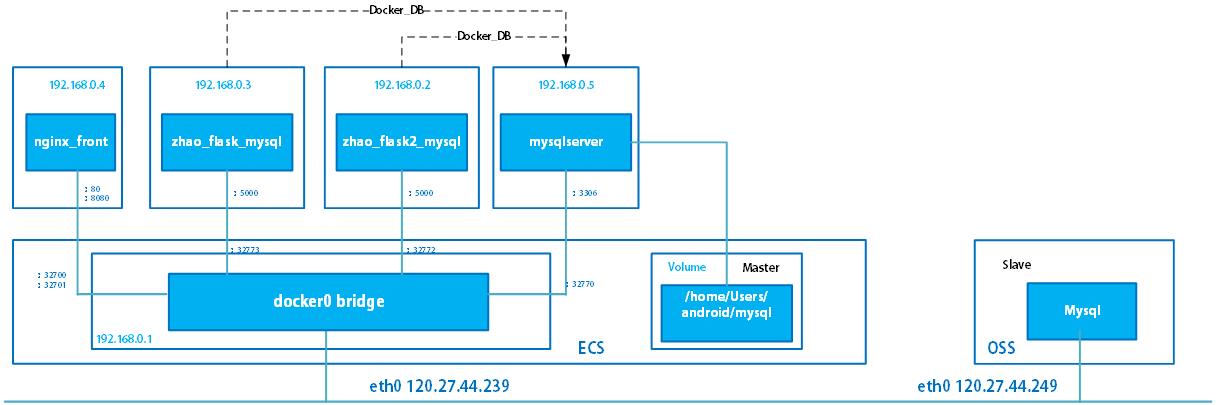 Docker_DB
Docker_DB
192.168.0.4
192.168.0.3
192.168.0.2
192.168.0.5
nginx_front
zhao_flask_mysql
zhao_flask2_mysql
mysqlserver
: 80
: 8080
: 5000
: 5000
: 3306
: 32773
: 32772
: 32700
: 32701
: 32770
docker0 bridge
192.168.0.1
Volume
Master
/home/Users/
android/mysql
ECS
Slave
Mysql
OSS
eth0 120.27.44.239
eth0 120.27.44.249